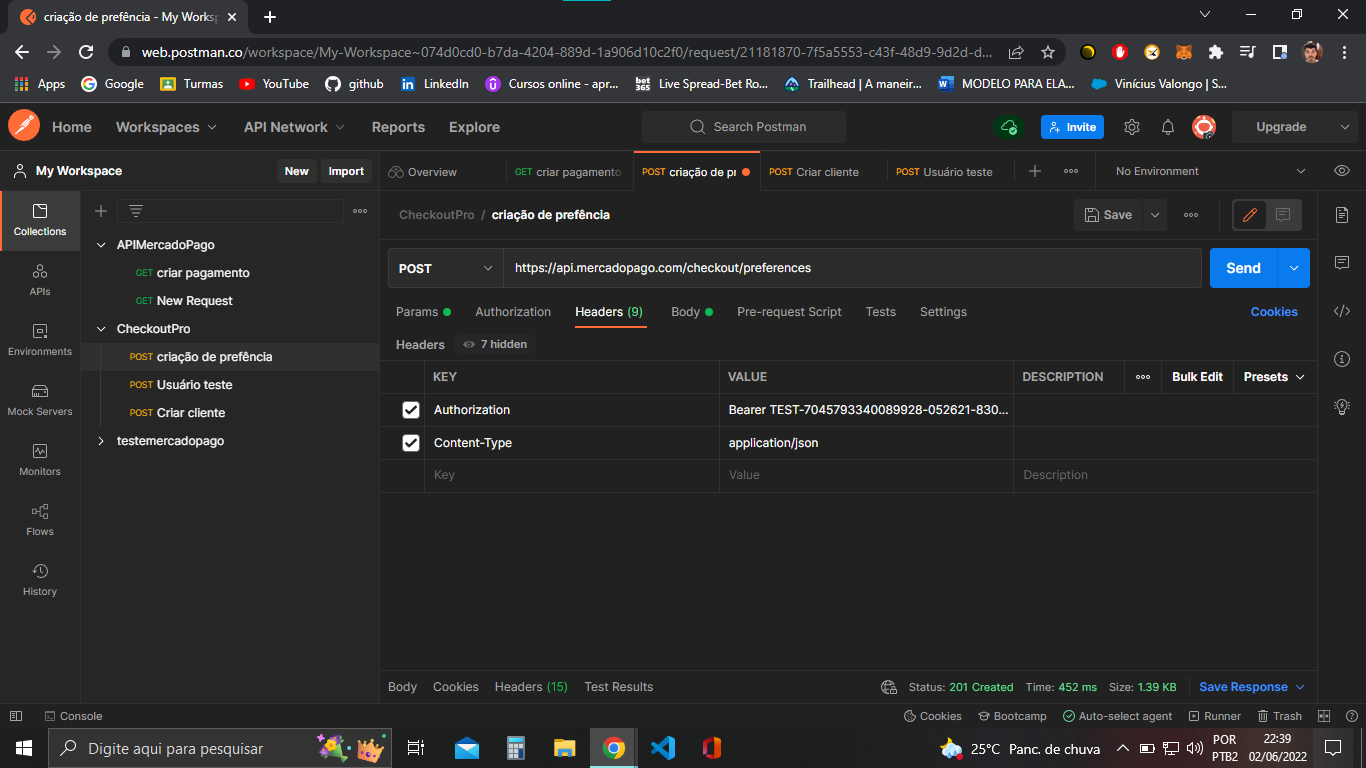 criação de prefência - My Works
web.postman.co/workspace/My-Workspace~074d0cd0-b7da-4204-889d-1a906d10c2f0/request/21181870-7f5a5553-c43f-48d9-9d2d-d...
Apps Google Turmas YouTube github LinkedIn Cursos online - apr... bet365 Live Spread-Bet Ro... Trailhead | A maneir... MODELO PARA ELA... Vinícius Valongo | S...
Home Workspaces API Network Reports Explore Search Postman Invite Upgrade
My Workspace New Import Overview GET criar pagamento POST criação de pr POST Criar cliente POST Usuário teste No Environment
Collections
APIs
Environments
Mock Servers
Monitors
Flows
History
APIMercadoPago
GET criar pagamento
GET New Request
CheckoutPro
POST criação de prefência
POST Usuário teste
POST Criar cliente
testemercadopago
CheckoutPro / criação de prefência Save
POST https://api.mercadopago.com/checkout/preferences Send
Params Authorization Headers (9) Body Pre-request Script Tests Settings Cookies
Headers 7 hidden
KEY VALUE DESCRIPTION Bulk Edit Presets
Authorization Bearer TEST-7045793340089928-052621-830...
Content-Type application/json
Key Value Description
Body Cookies Headers (15) Test Results Status: 201 Created Time: 452 ms Size: 1.39 KB Save Response
Console Cookies Bootcamp Auto-select agent Runner Trash
Digite aqui para pesquisar 25°C Panc. de chuva POR 22:39
PTB2 02/06/2022